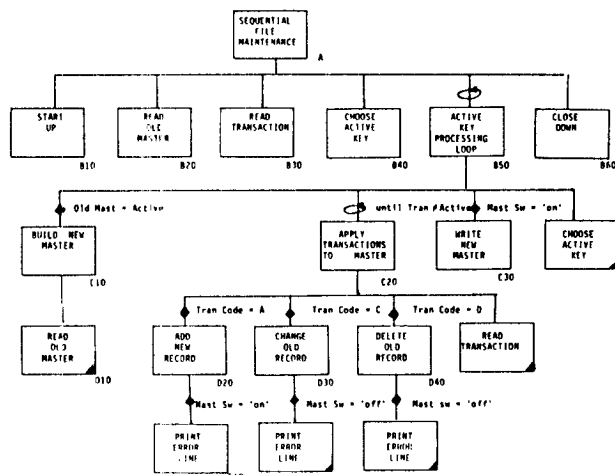 SEQUENTIAL
FILE
MAINTENANCE
A
START
UP
B10
READ
OLD
MASTER
B20
READ
TRANSACTION
B30
CHOOSE
ACTIVE
KEY
B40
ACTIVE
KEY
PROCESSING
LOOP
B50
CLOSE
DOWN
B60
Old Mast = Active
until Tran ≠ Active
Mast Sw = 'on'
BUILD NEW
MASTER
C10
APPLY
TRANSACTIONS
TO MASTER
C20
WRITE
NEW
MASTER
C30
CHOOSE
ACTIVE
KEY
READ
OLD
MASTER
D10
Tran Code = A
Tran Code = C
Tran Code = D
ADD
NEW
RECORD
D20
CHANGE
OLD
RECORD
D30
DELETE
OLD
RECORD
D40
READ
TRANSACTION
Mast Sw = 'on'
Mast Sw = 'off'
Mast sw = 'off'
PRINT
ERROR
LINE
PRINT
ERROR
LINE
PRINT
ERROR
LINE